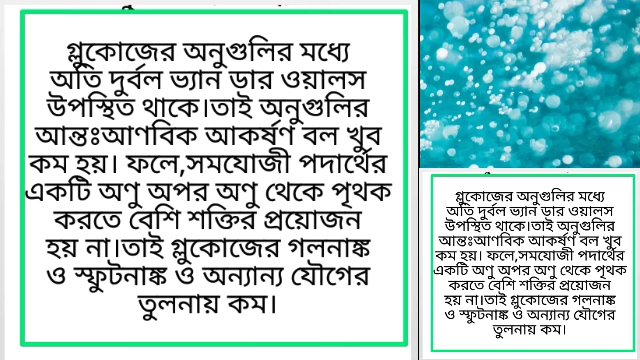 গ্লুকোজের অনুগুলির মধ্যে
অতি দুর্বল ভ্যান ডার ওয়ালস
উপস্থিত থাকে।তাই অনুগুলির
আন্তঃআণবিক আকর্ষণ বল খুব
কম হয়। ফলে,সমযোজী পদার্থের
একটি অণু অপর অণু থেকে পৃথক
করতে বেশি শক্তির প্রয়োজন
হয় না।তাই গ্লুকোজের গলনাঙ্ক
ও স্ফুটনাঙ্ক ও অন্যান্য যৌগের
তুলনায় কম।
গ্লুকোজের অনুগুলির মধ্যে
অতি দুর্বল ভ্যান ডার ওয়ালস
উপস্থিত থাকে।তাই অনুগুলির
আন্তঃআণবিক আকর্ষণ বল খুব
কম হয়। ফলে,সমযোজী পদার্থের
একটি অণু অপর অণু থেকে পৃথক
করতে বেশি শক্তির প্রয়োজন
হয় না।তাই গ্লুকোজের গলনাঙ্ক
ও স্ফুটনাঙ্ক ও অন্যান্য যৌগের
তুলনায় কম।